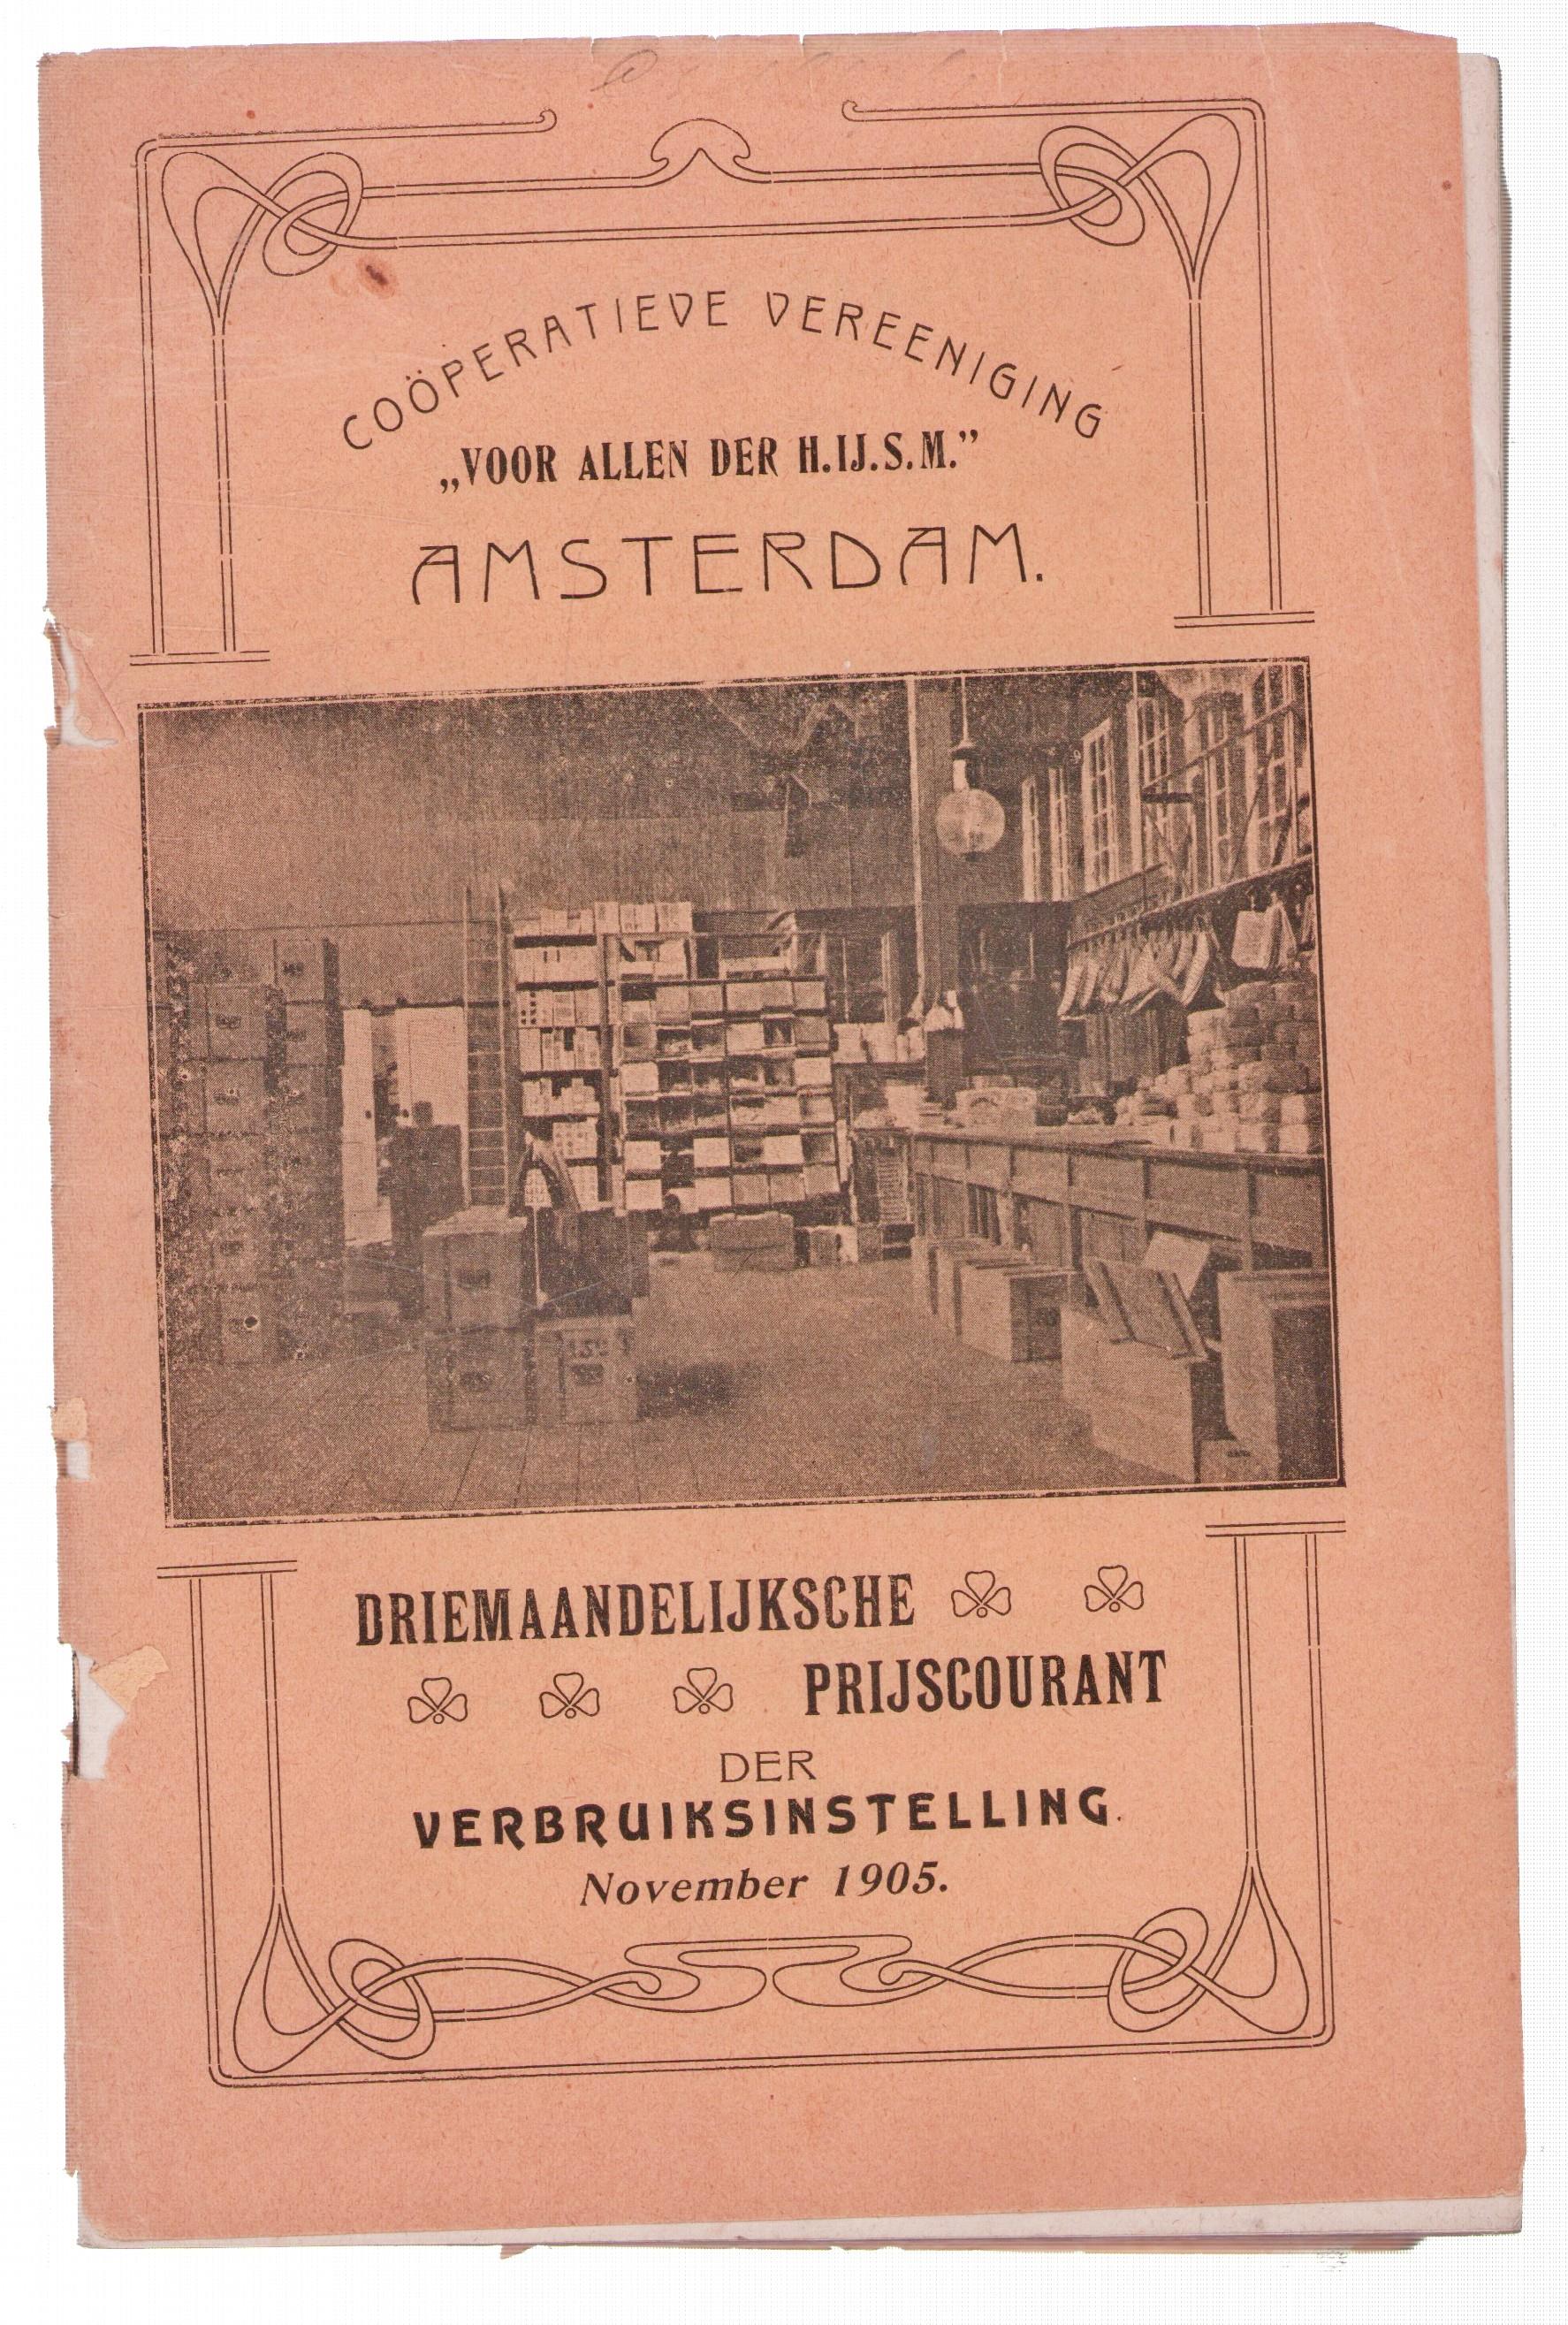 COÖPERATIEVE VEREENIGING
„VOOR ALLEN DER H.IJ.S.M.”
AMSTERDAM.
DRIEMAANDELIJKSCHE
PRIJSCOURANT
DER
VERBRUIKSINSTELLING.
November 1905.